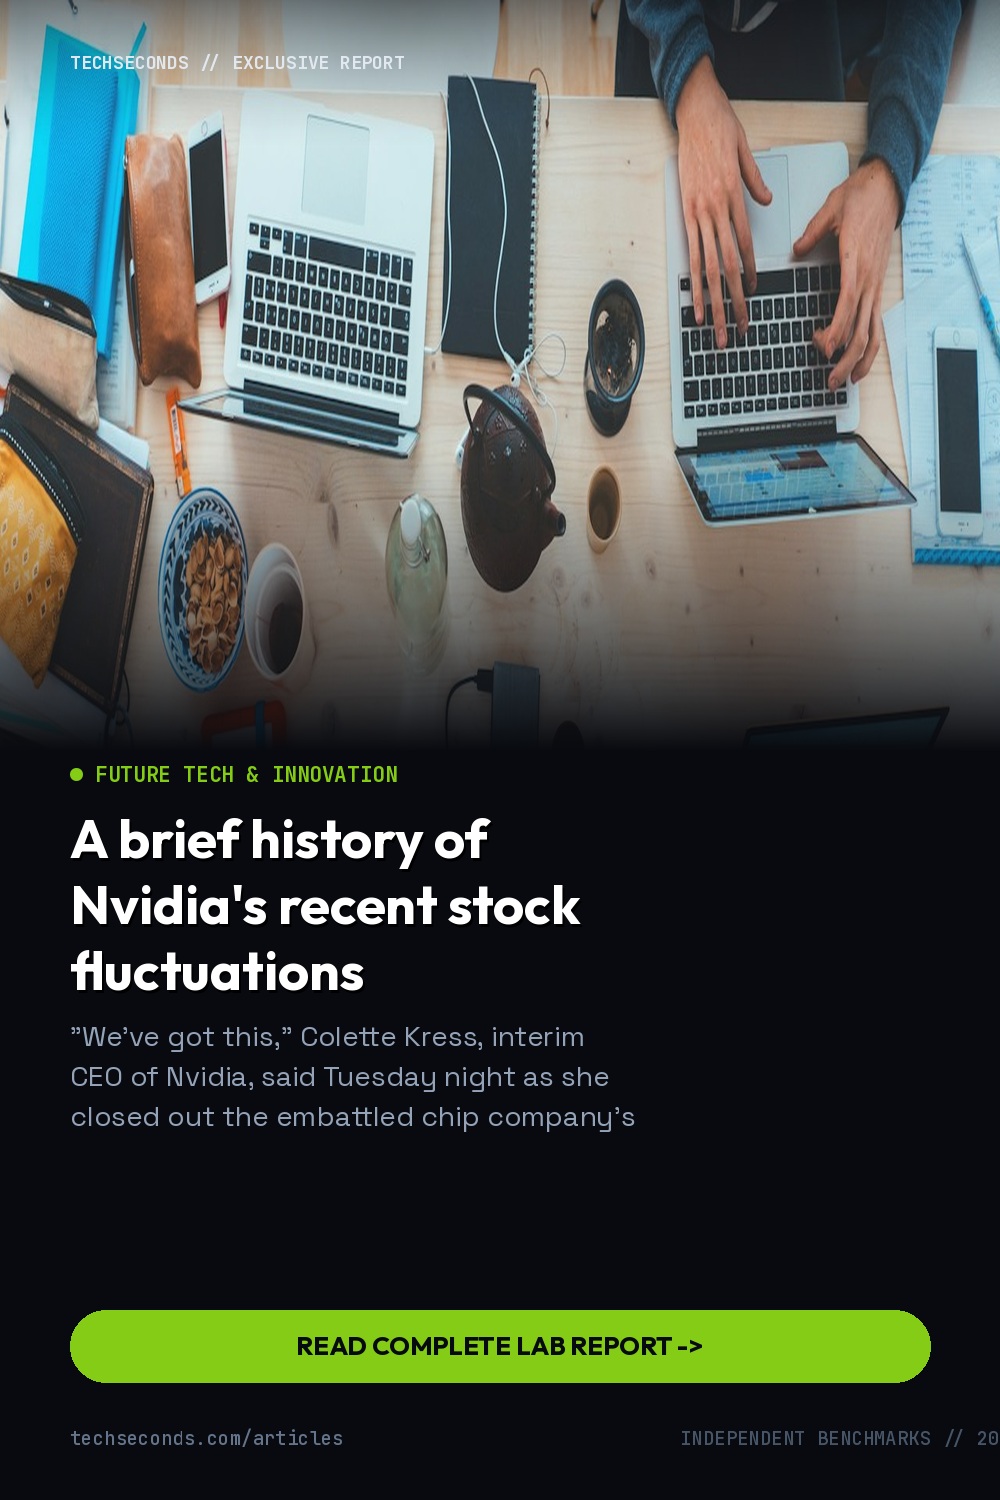 TECHSECONDS // EXCLUSIVE REPORT
FUTURE TECH & INNOVATION
A brief history of
Nvidia's recent stock
fluctuations
”We’ve got this,” Colette Kress, interim
CEO of Nvidia, said Tuesday night as she
closed out the embattled chip company’s
READ COMPLETE LAB REPORT ->
techseconds.com/articles
INDEPENDENT BENCHMARKS // 20